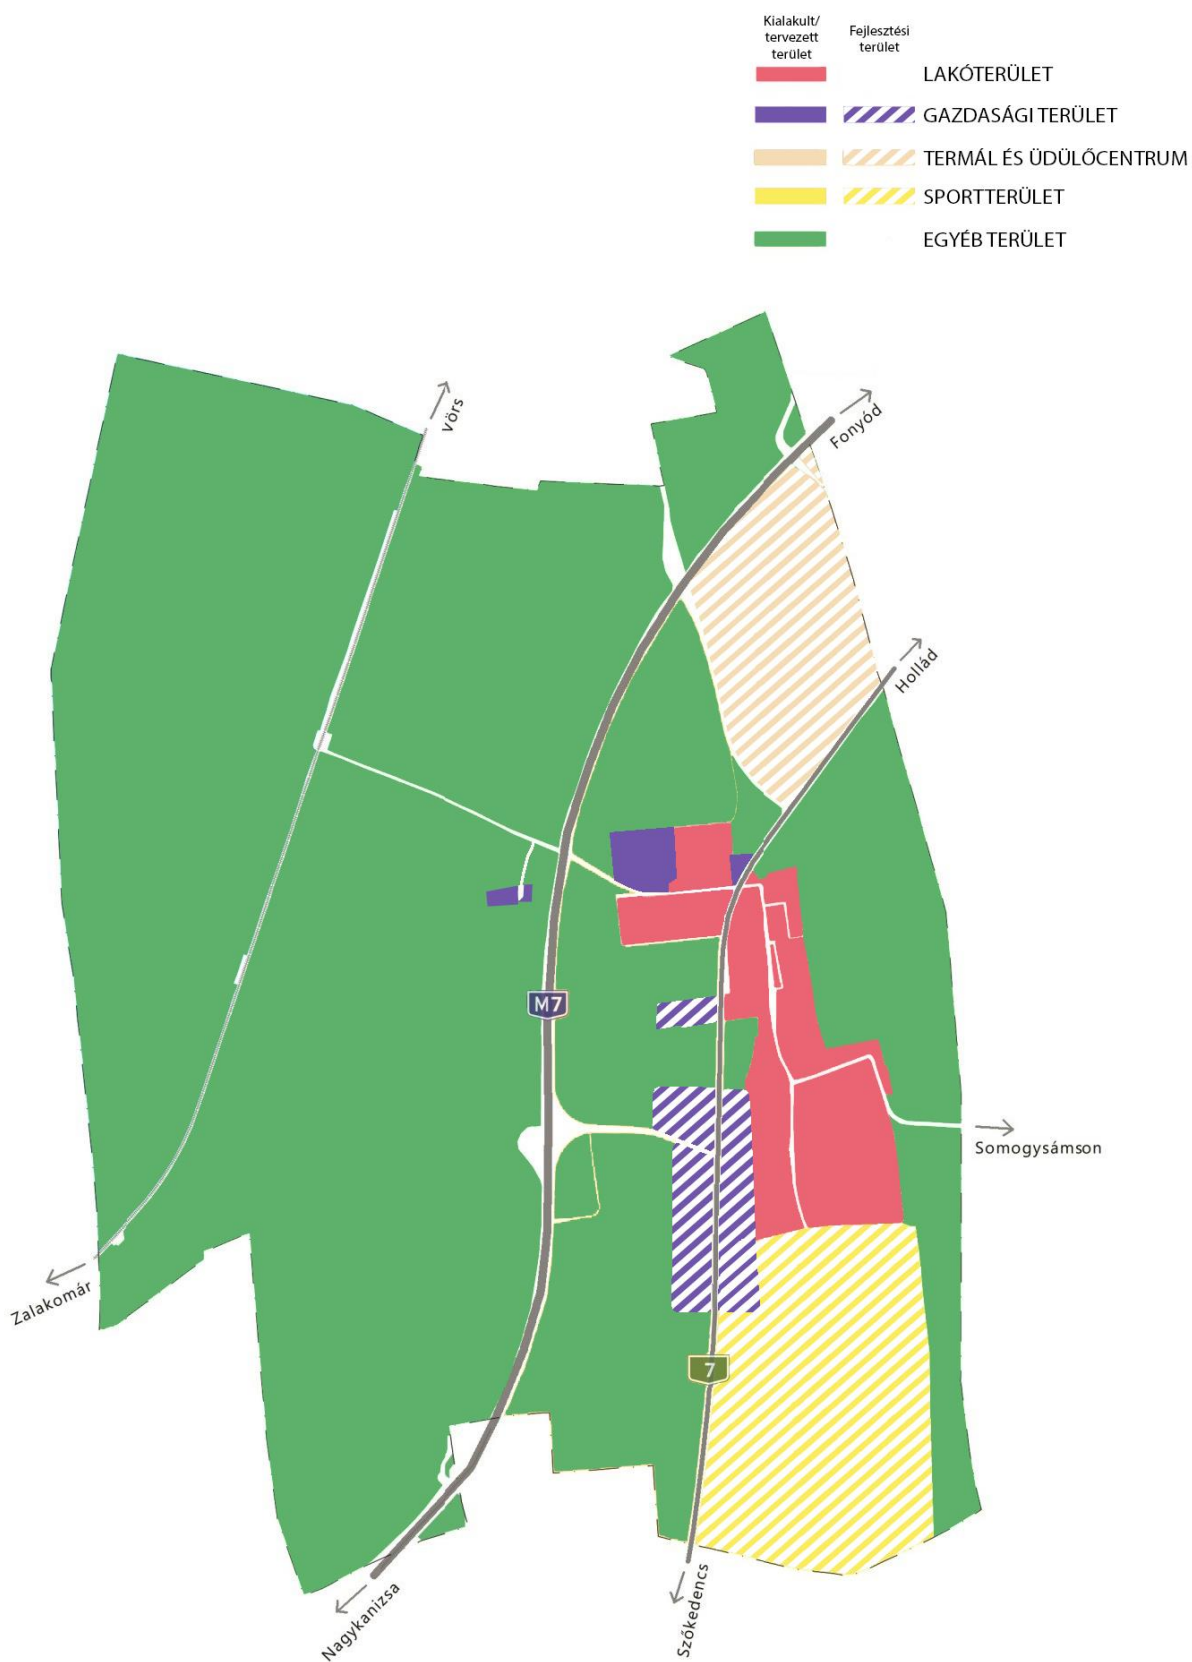 Kialakult/
tervezett
terület
Fejlesztési
terület
LAKÓTERÜLET
GAZDASÁGI TERÜLET
TERMÁL ÉS ÜDÜLŐCENTRUM
SPORTTERÜLET
EGYÉB TERÜLET
vörs
Fonyód
Hollád
M7
Somogysámson
Zalakomár
7
Nagykanizsa
Szőkedencs